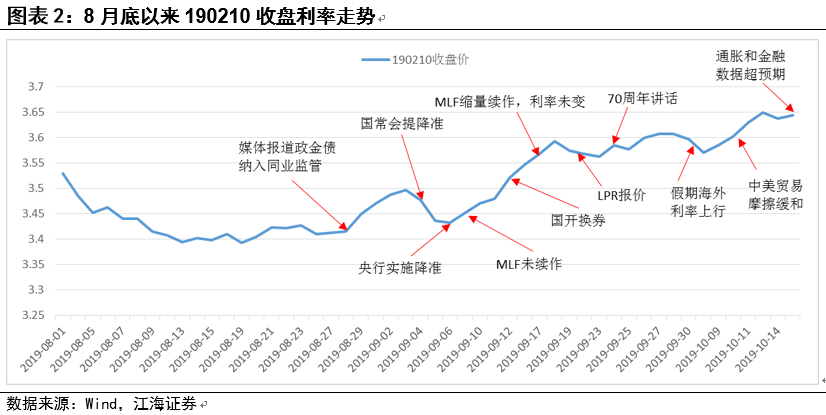 图表 2：8 月底以来 190210 收盘利率走势
190210收盘价
3.7
3.65
3.6
3.55
3.5
3.45
3.4
3.35
3.3
3.25
媒体报道政金债
纳入同业监管
国常会提降准
央行实施降准
MLF未续作
MLF缩量续作，利率未变
国开换券
LPR报价
70周年讲话
假期海外
利率上行
中美贸易
摩擦缓和
通胀和金融
数据超预期
2019-08-01
2019-08-05
2019-08-07
2019-08-09
2019-08-13
2019-08-15
2019-08-19
2019-08-21
2019-08-23
2019-08-27
2019-08-29
2019-09-02
2019-09-04
2019-09-06
2019-09-10
2019-09-12
2019-09-17
2019-09-19
2019-09-23
2019-09-25
2019-09-27
2019-09-30
2019-10-09
2019-10-11
2019-10-14
数据来源：Wind，江海证券